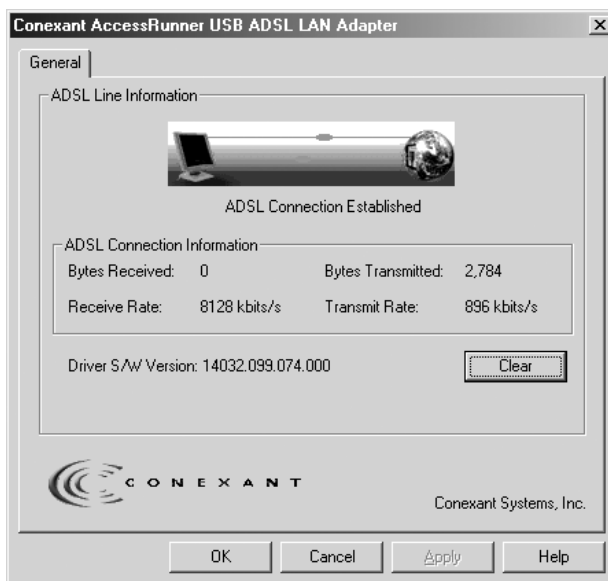 Conexant AccessRunner USB ADSL LAN Adapter
General
ADSL Line Information
ADSL Connection Established
ADSL Connection Information
Bytes Received: 0 Bytes Transmitted: 2,784
Receive Rate: 8128 kbits/s Transmit Rate: 896 kbits/s
Driver S/W Version: 14032.099.074.000 Clear
CONEXANT
Conexant Systems, Inc.
OK Cancel Apply Help